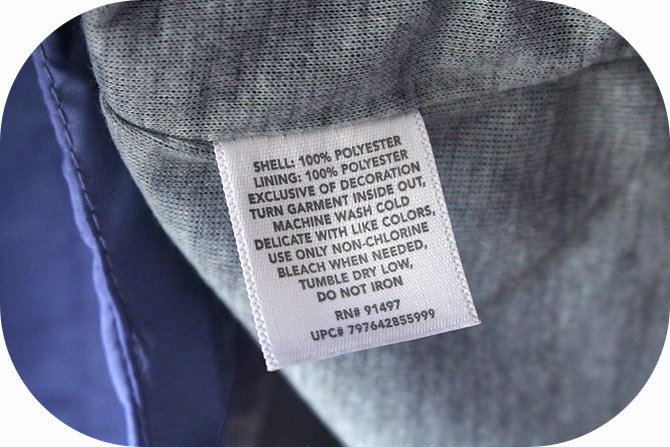 SHELL: 100% POLYESTER
LINING: 100% POLYESTER
EXCLUSIVE OF DECORATION
TURN GARMENT INSIDE OUT,
MACHINE WASH COLD
DELICATE WITH LIKE COLORS,
USE ONLY NON-CHLORINE
BLEACH WHEN NEEDED,
TUMBLE DRY LOW,
DO NOT IRON
RN# 91497
UPC# 797642855999